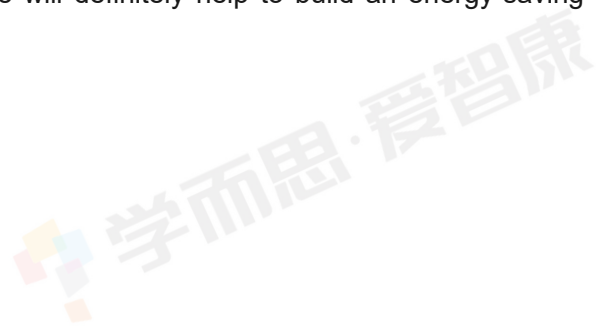 will definitely help to build an energy-saving
学而思·爱智康